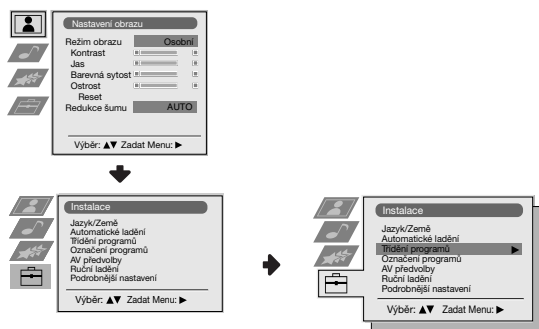 Nastavení obrazu
Režim obrazu Osobní
Kontrast
Jas
Barevná sytost
Ostrost
Reset
Redukce šumu AUTO
Výběr: ▲▼ Zadat Menu: ▶
Instalace
Jazyk/Země
Automatické ladění
Třídění programů
Označení programů
AV předvolby
Ruční ladění
Podrobnější nastavení
Výběr: ▲▼ Zadat Menu: ▶
Instalace
Jazyk/Země
Automatické ladění
Třídění programů ▶
Označení programů
AV předvolby
Ruční ladění
Podrobnější nastavení
Výběr: ▲▼ Zadat Menu: ▶